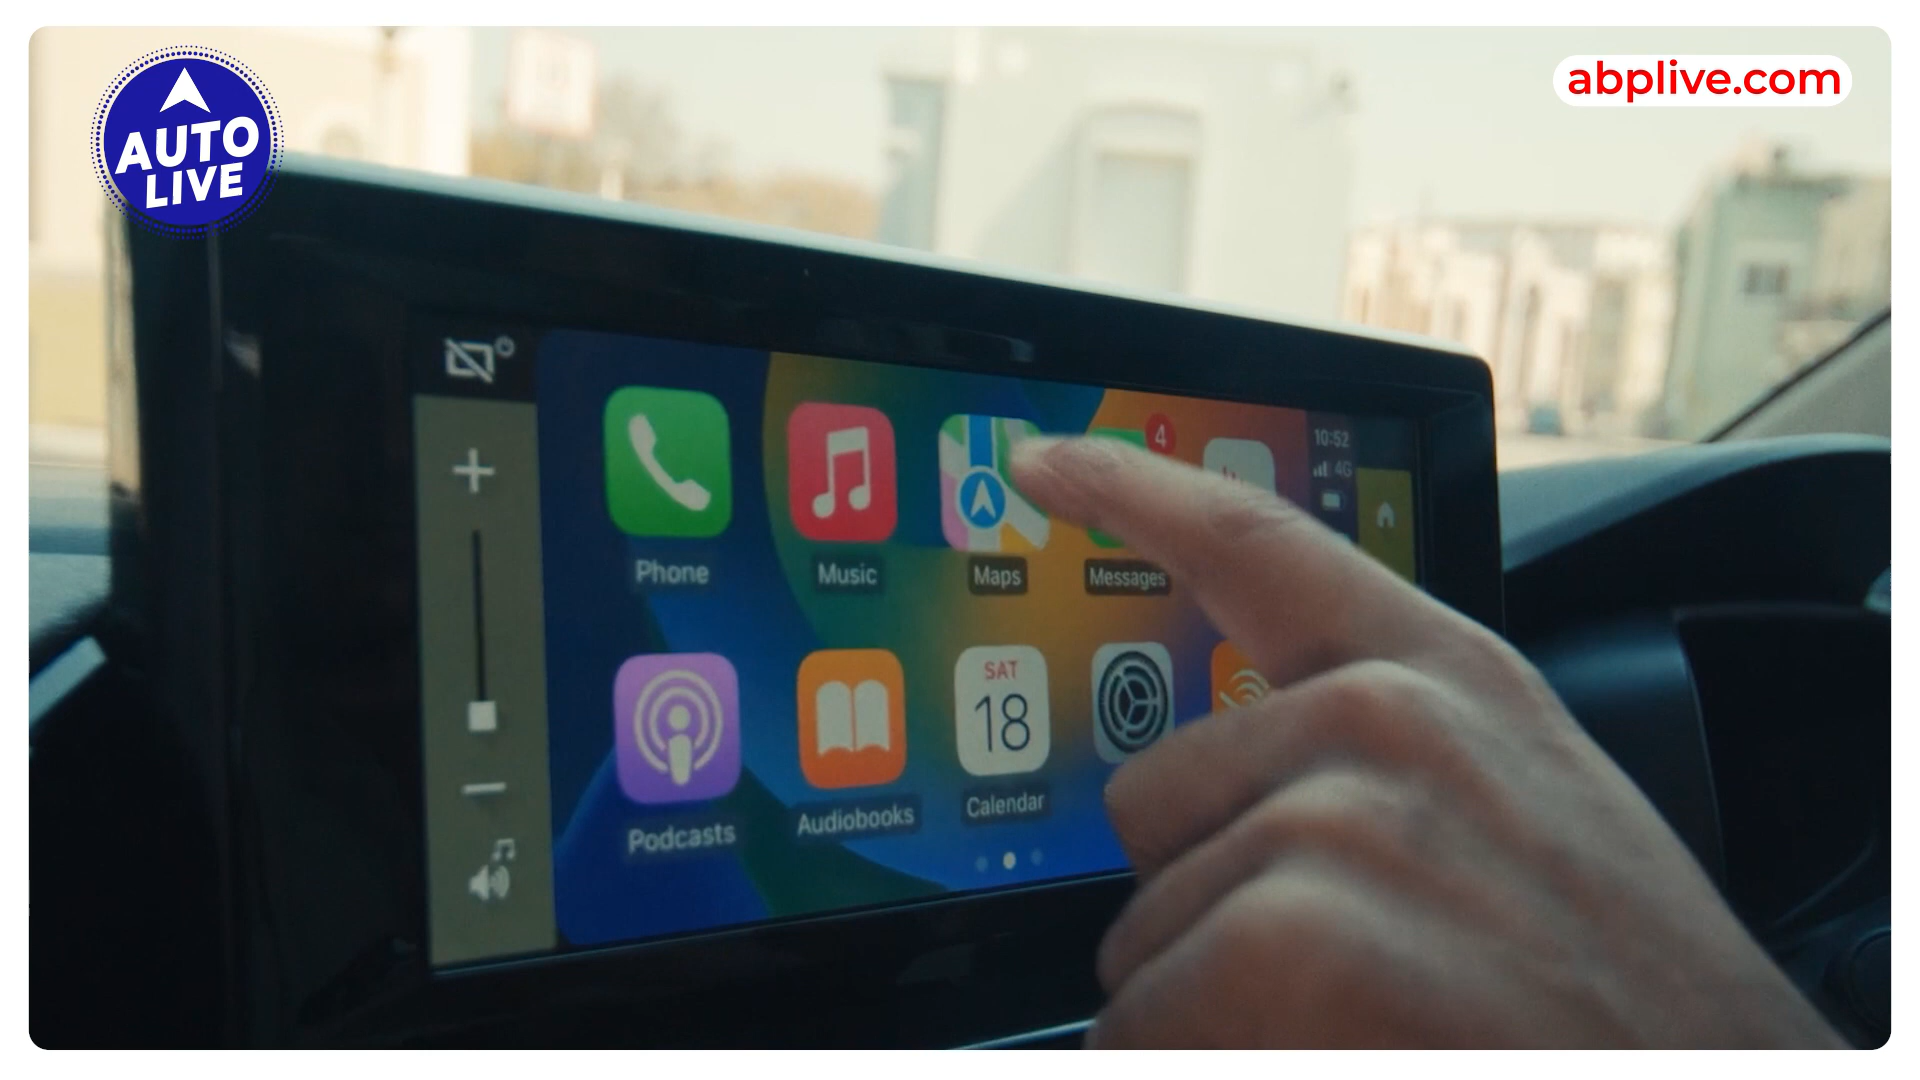 AUTO
LIVE
abplive.com
10:52
4G
4
Phone
Music
Maps
Messages
SAT
18
Podcasts
Audiobooks
Calendar